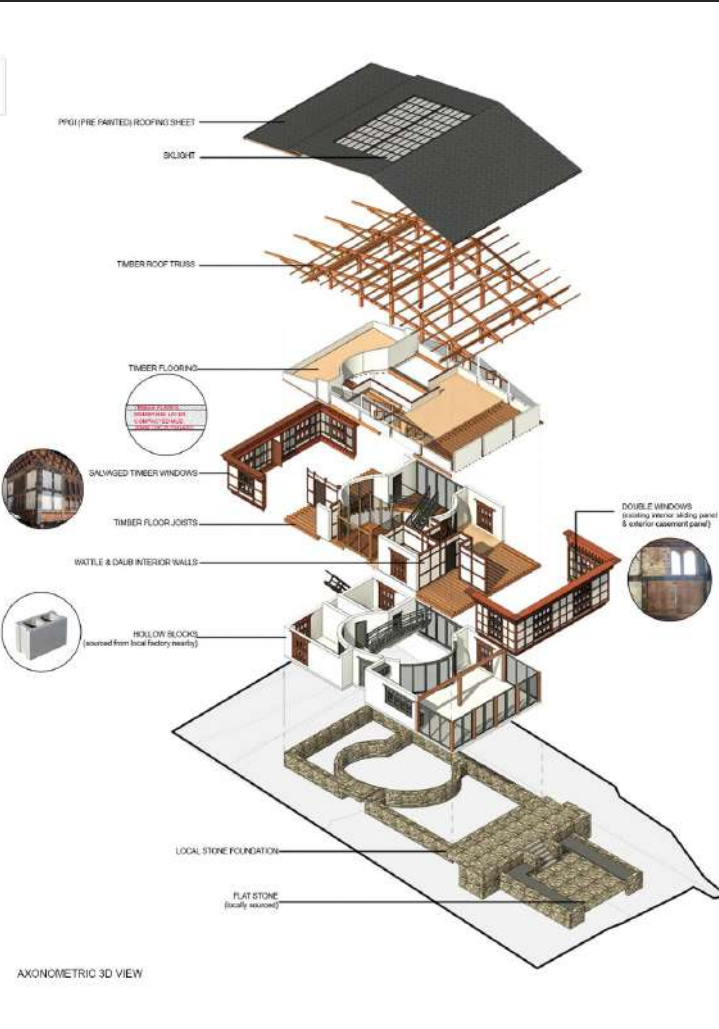 PPGI (PRE PAINTED) ROOFING SHEET
SKLIGHT
TIMBER ROOF TRUSS
TIMBER FLOORING
MEMBRANE LAYER
COMPACTED MUD
SALVAGED TIMBER WINDOWS
DOUBLE WINDOWS
(existing interior sliding panel
& exterior casement panel)
TIMBER FLOOR JOISTS
WATTLE & DAUB INTERIOR WALLS
HOLLOW BLOCKS
(sourced from local factory nearby)
LOCAL STONE FOUNDATION
FLAT STONE
(locally sourced)
AXONOMETRIC 3D VIEW